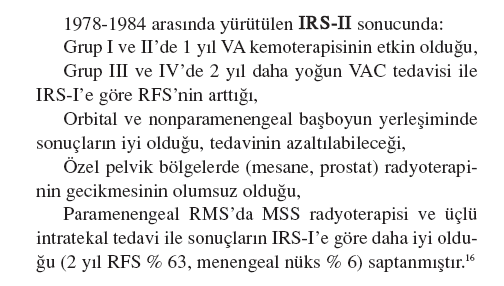 1978-1984 arasında yürütülen IRS-II sonucunda:
Grup I ve II'de 1 yıl VA kemoterapisinin etkin olduğu,
Grup III ve IV'de 2 yıl daha yoğun VAC tedavisi ile
IRS-I'e göre RFS'nin arttığı,
Orbital ve nonparamenengeal başboyun yerleşiminde
sonuçların iyi olduğu, tedavinin azaltılabileceği,
Özel pelvik bölgelerde (mesane, prostat) radyoterapi-
nin gecikmesinin olumsuz olduğu,
Paramenengeal RMS'da MSS radyoterapisi ve üçlü
intratekal tedavi ile sonuçların IRS-I'e göre daha iyi oldu-
ğu (2 yıl RFS % 63, menengeal nüks % 6) saptanmıştır.¹⁶